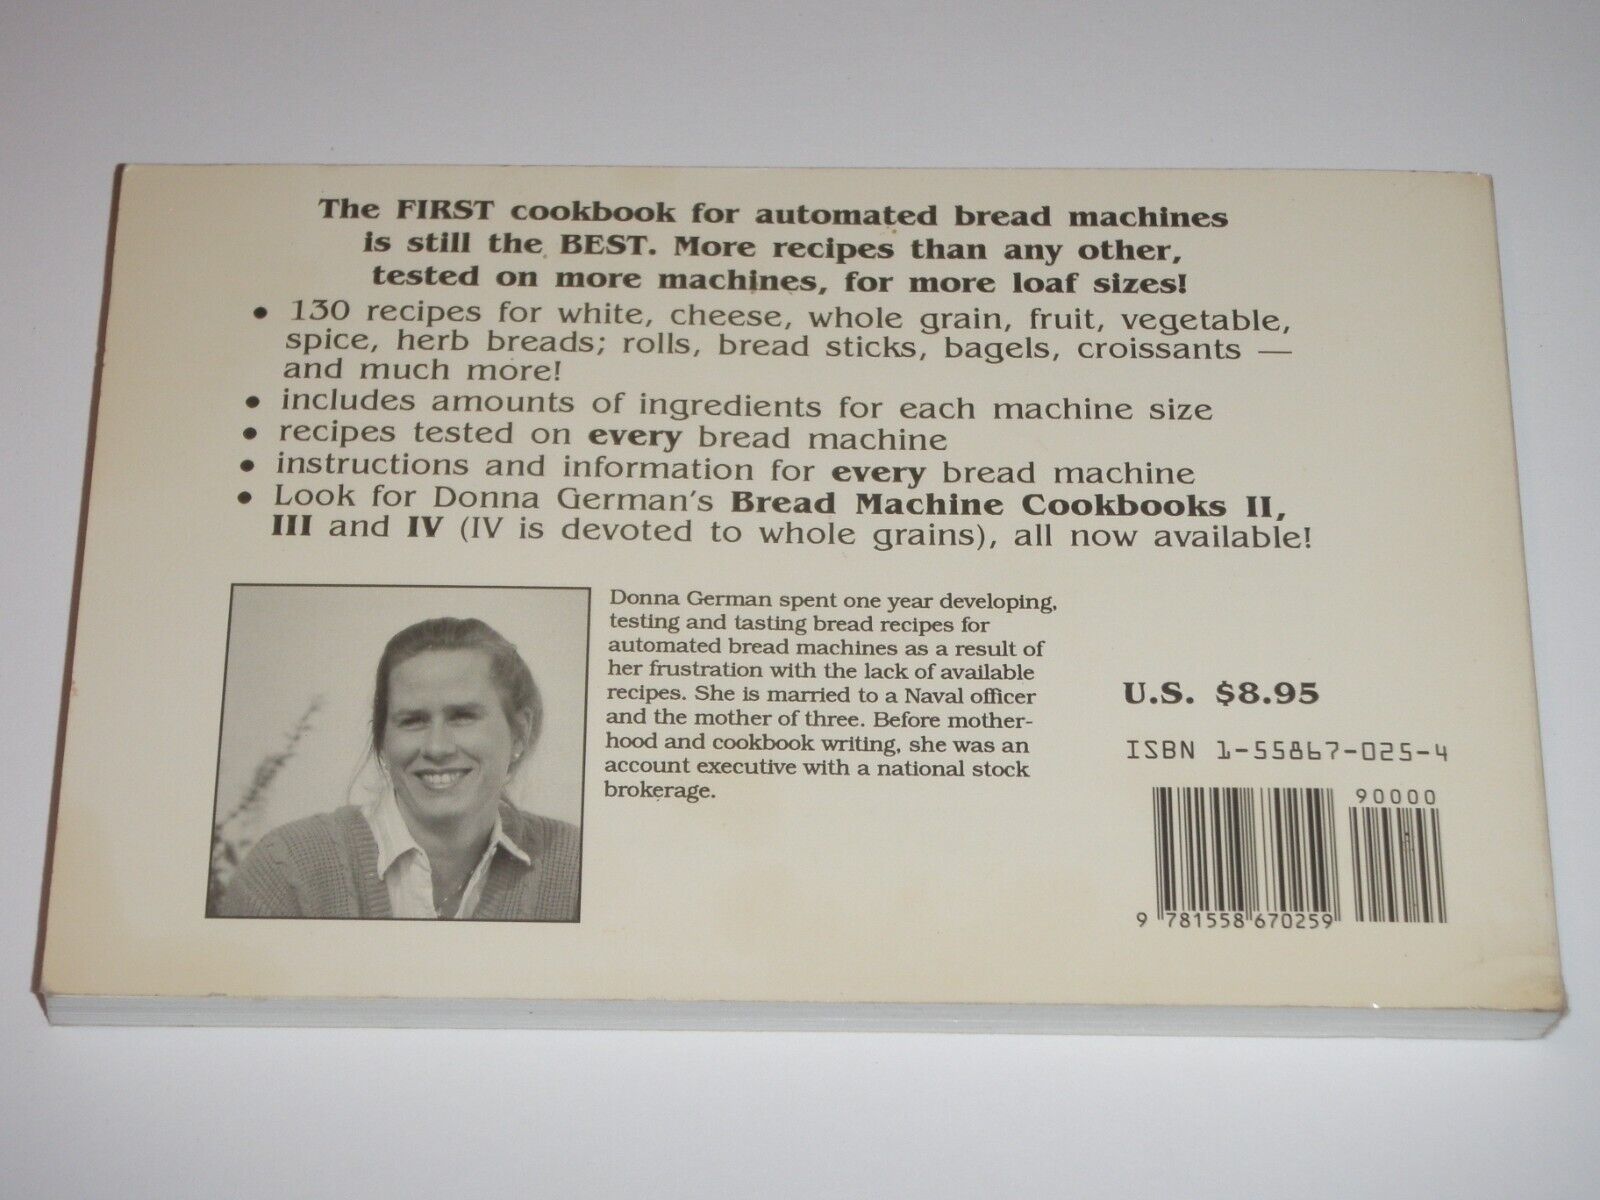 The FIRST cookbook for automated bread machines
is still the BEST. More recipes than any other,
tested on more machines, for more loaf sizes!
• 130 recipes for white, cheese, whole grain, fruit, vegetable,
spice, herb breads; rolls, bread sticks, bagels, croissants —
and much more!
• includes amounts of ingredients for each machine size
• recipes tested on every bread machine
• instructions and information for every bread machine
• Look for Donna German's Bread Machine Cookbooks II,
III and IV (IV is devoted to whole grains), all now available!
Donna German spent one year developing,
testing and tasting bread recipes for
automated bread machines as a result of
her frustration with the lack of available
recipes. She is married to a Naval officer
and the mother of three. Before mother-
hood and cookbook writing, she was an
account executive with a national stock
brokerage.
U.S. $8.95
ISBN 1-55867-025-4
90000
9 781558 670259